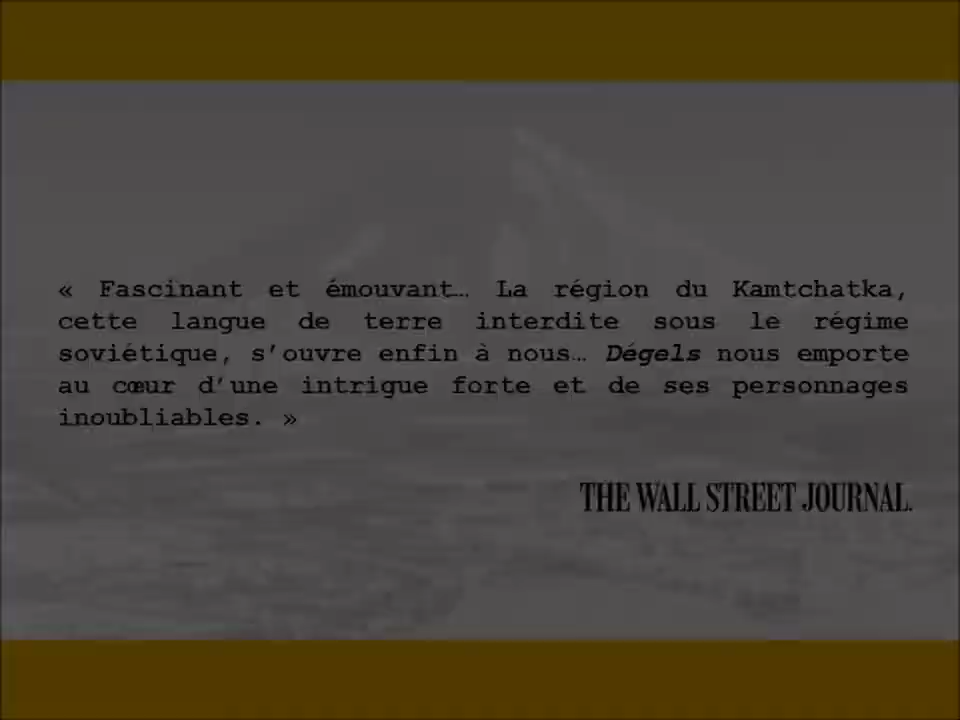 « Fascinant et émouvant… La région du Kamtchatka,
cette langue de terre interdite sous le régime
soviétique, s’ouvre enfin à nous… Dégels nous emporte
au cœur d’une intrigue forte et de ses personnages
inoubliables. »
THE WALL STREET JOURNAL.